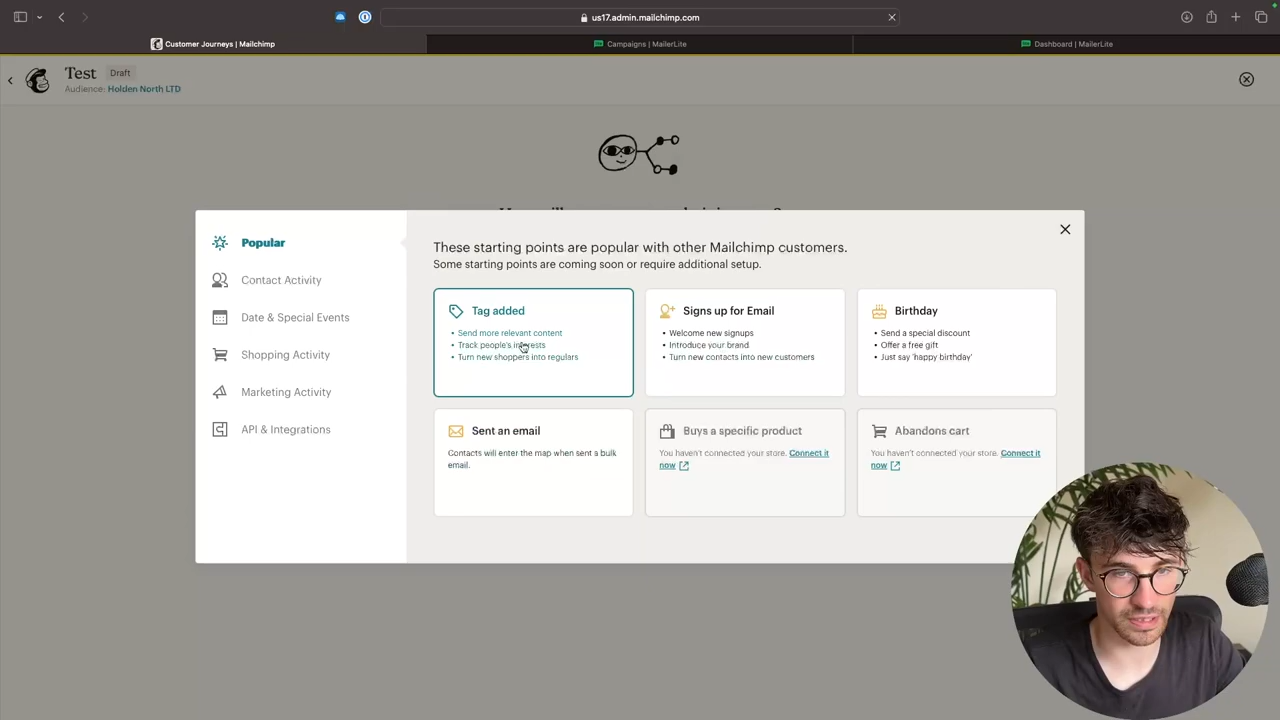 us17.admin.mailchimp.com
Customer Journeys | Mailchimp
Campaigns | MailerLite
Dashboard | MailerLite
Test
Draft
Audience: Holden North LTD
Popular
Contact Activity
Date & Special Events
Shopping Activity
Marketing Activity
API & Integrations
These starting points are popular with other Mailchimp customers.
Some starting points are coming soon or require additional setup.
Tag added
• Send more relevant content
• Track people's interests
• Turn new shoppers into regulars
Signs up for Email
• Welcome new signups
• Introduce your brand
• Turn new contacts into new customers
Birthday
• Send a special discount
• Offer a free gift
• Just say 'happy birthday'
Sent an email
Contacts will enter the map when sent a bulk
email.
Buys a specific product
You haven't connected your store. Connect it
now
Abandons cart
You haven't connected your store. Connect it
now